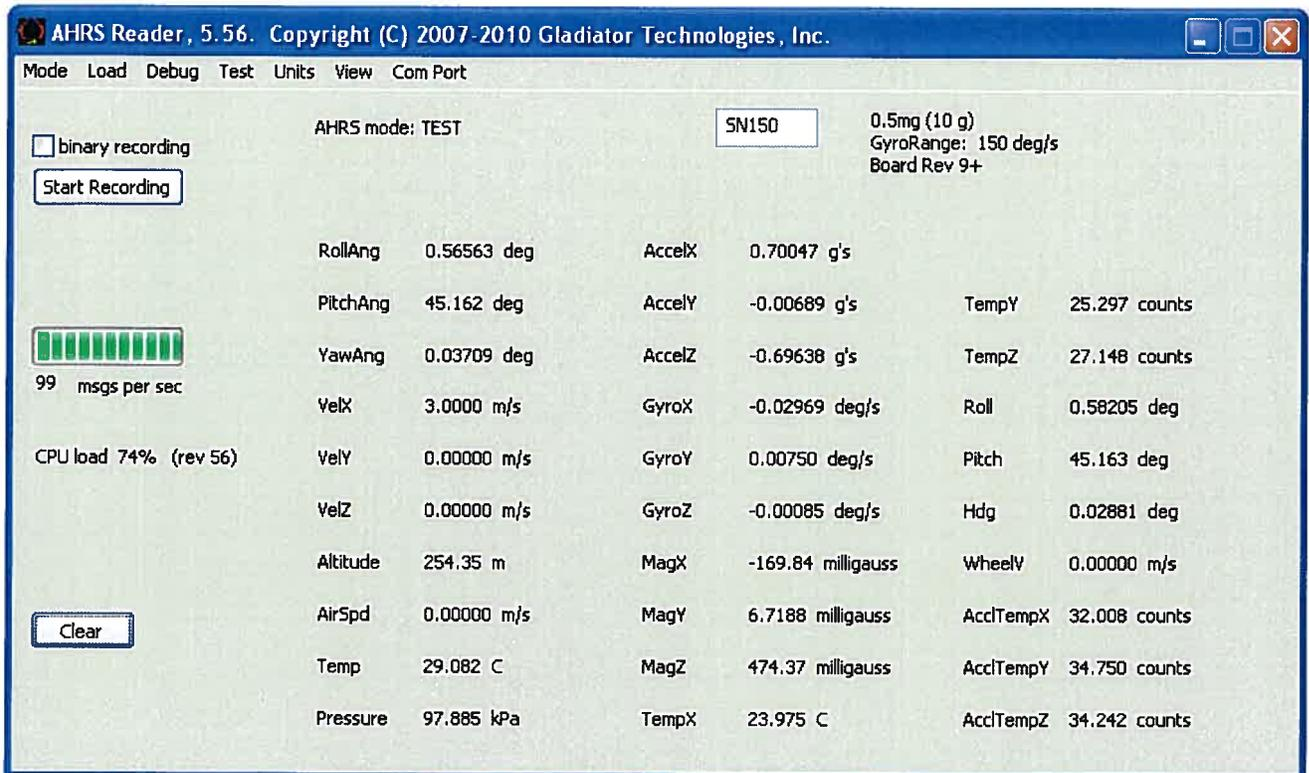 AHRS Reader, 5.56. Copyright (C) 2007-2010 Gladiator Technologies, Inc.
Mode Load Debug Test Units View Com Port
binary recording
Start Recording
AHRS mode: TEST
SN150
0.5mg (10 g)
GyroRange: 150 deg/s
Board Rev 9+
99 msgs per sec
CPU load 74% (rev 56)
Clear
RollAng 0.56563 deg
PitchAng 45.162 deg
YawAng 0.03709 deg
VelX 3.0000 m/s
VelY 0.00000 m/s
VelZ 0.00000 m/s
Altitude 254.35 m
AirSpd 0.00000 m/s
Temp 29.082 C
Pressure 97.885 kPa
AccelX 0.70047 g's
AccelY -0.00689 g's
AccelZ -0.69638 g's
GyroX -0.02969 deg/s
GyroY 0.00750 deg/s
GyroZ -0.00085 deg/s
MagX -169.84 milligauss
MagY 6.7188 milligauss
MagZ 474.37 milligauss
TempX 23.975 C
TempY 25.297 counts
TempZ 27.148 counts
Roll 0.58205 deg
Pitch 45.163 deg
Hdg 0.02881 deg
WheelV 0.00000 m/s
AcclTempX 32.008 counts
AcclTempY 34.750 counts
AcclTempZ 34.242 counts